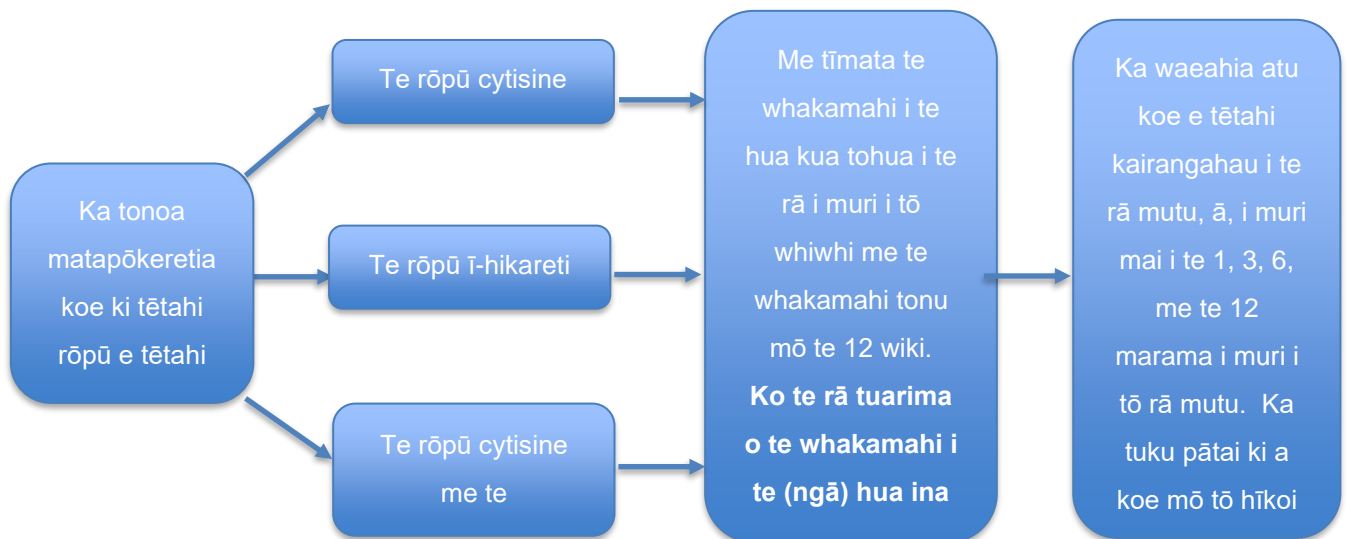 Ka tonoa
matapōkeretia
koe ki tētahi
rōpū e tētahi
Te rōpū cytisine
Te rōpū ī-hikareti
Te rōpū cytisine
me te
Me tīmata te
whakamahi i te
hua kua tohua i te
rā i muri i tō
whiwhi me te
whakamahi tonu
mō te 12 wiki.
Ko te rā tuarima
o te whakamahi i
te (ngā) hua ina
Ka waeahia atu
koe e tētahi
kairangahau i te
rā mutu, ā, i muri
mai i te 1, 3, 6,
me te 12
marama i muri i
tō rā mutu. Ka
tuku pātai ki a
koe mō tō hīkoi